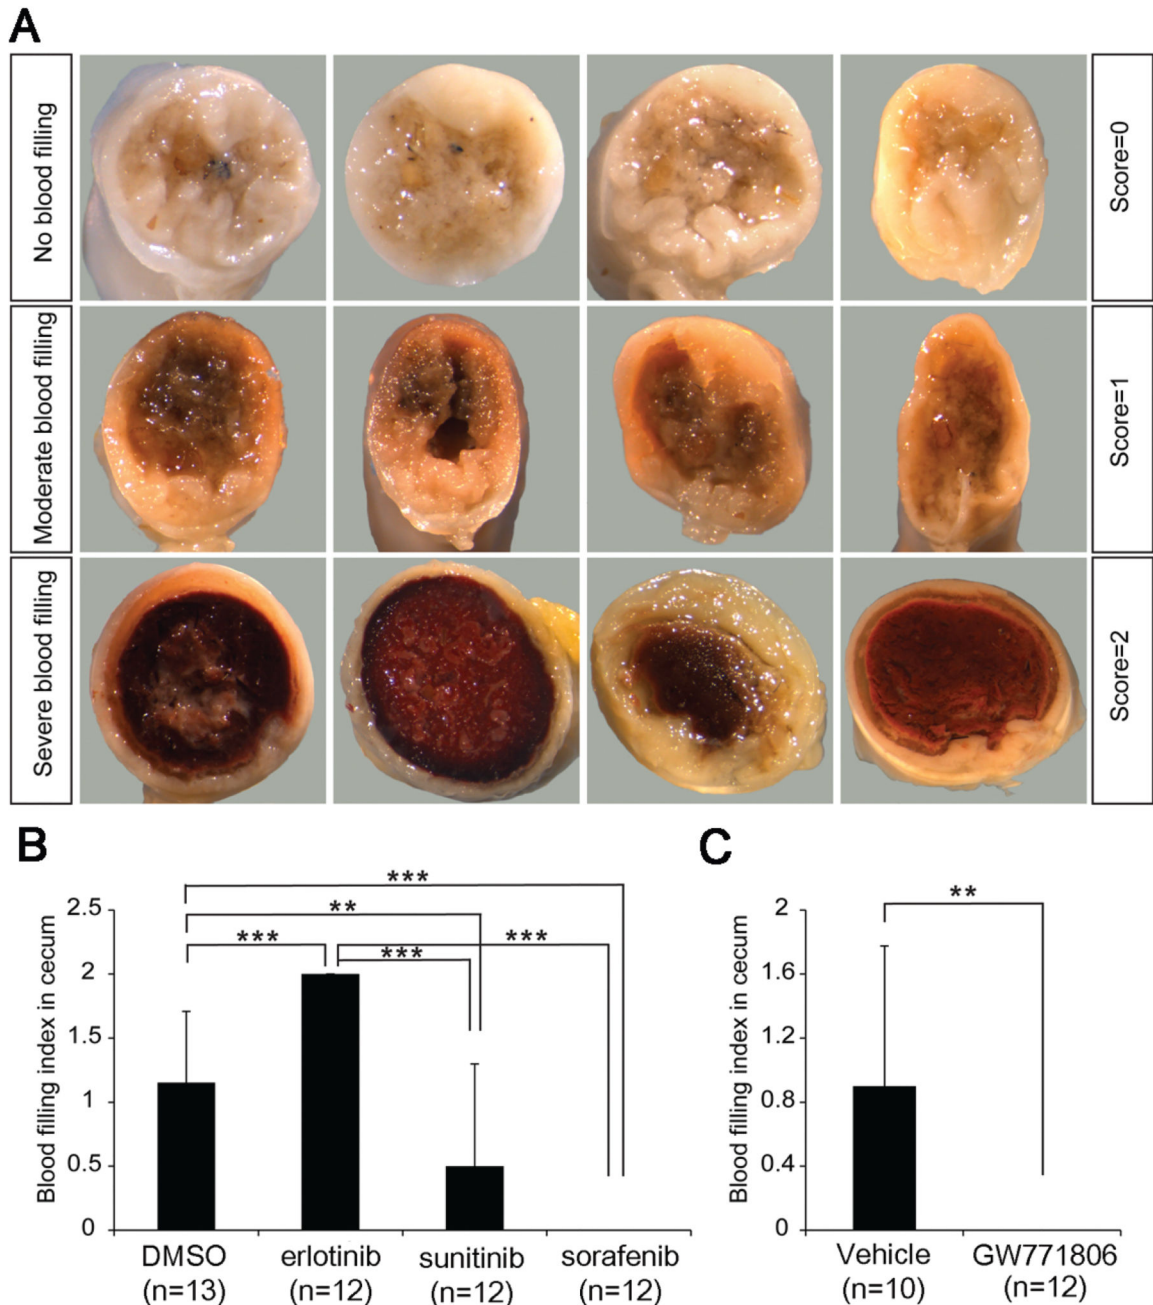 A
No blood filling
Score=0
Moderate blood filling
Score=1
Severe blood filling
Score=2
B
Blood filling index in cecum
2.5
2
1.5
1
0.5
0
***
**
***
***
***
DMSO erlotinib sunitinib sorafenib
(n=13) (n=12) (n=12) (n=12)
C
Blood filling index in cecum
2
1.6
1.2
0.8
0.4
0
**
Vehicle GW771806
(n=10) (n=12)